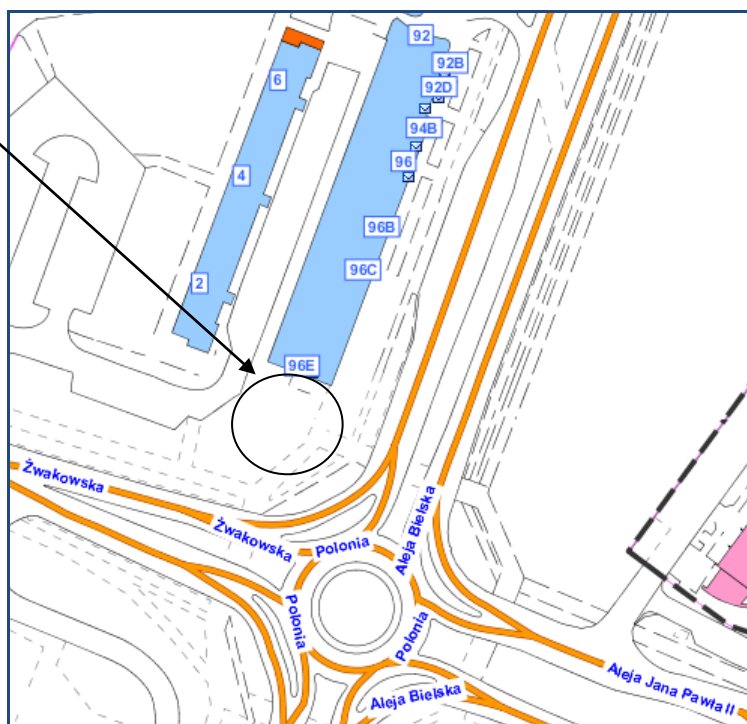 92
92B
6
92D
94B
96
4
96B
96C
2
96E
Żwakowska
Żwakowska
Polonia
Aleja Bielska
Polonia
Polonia
Aleja Jana Pawła II
Aleja Bielska